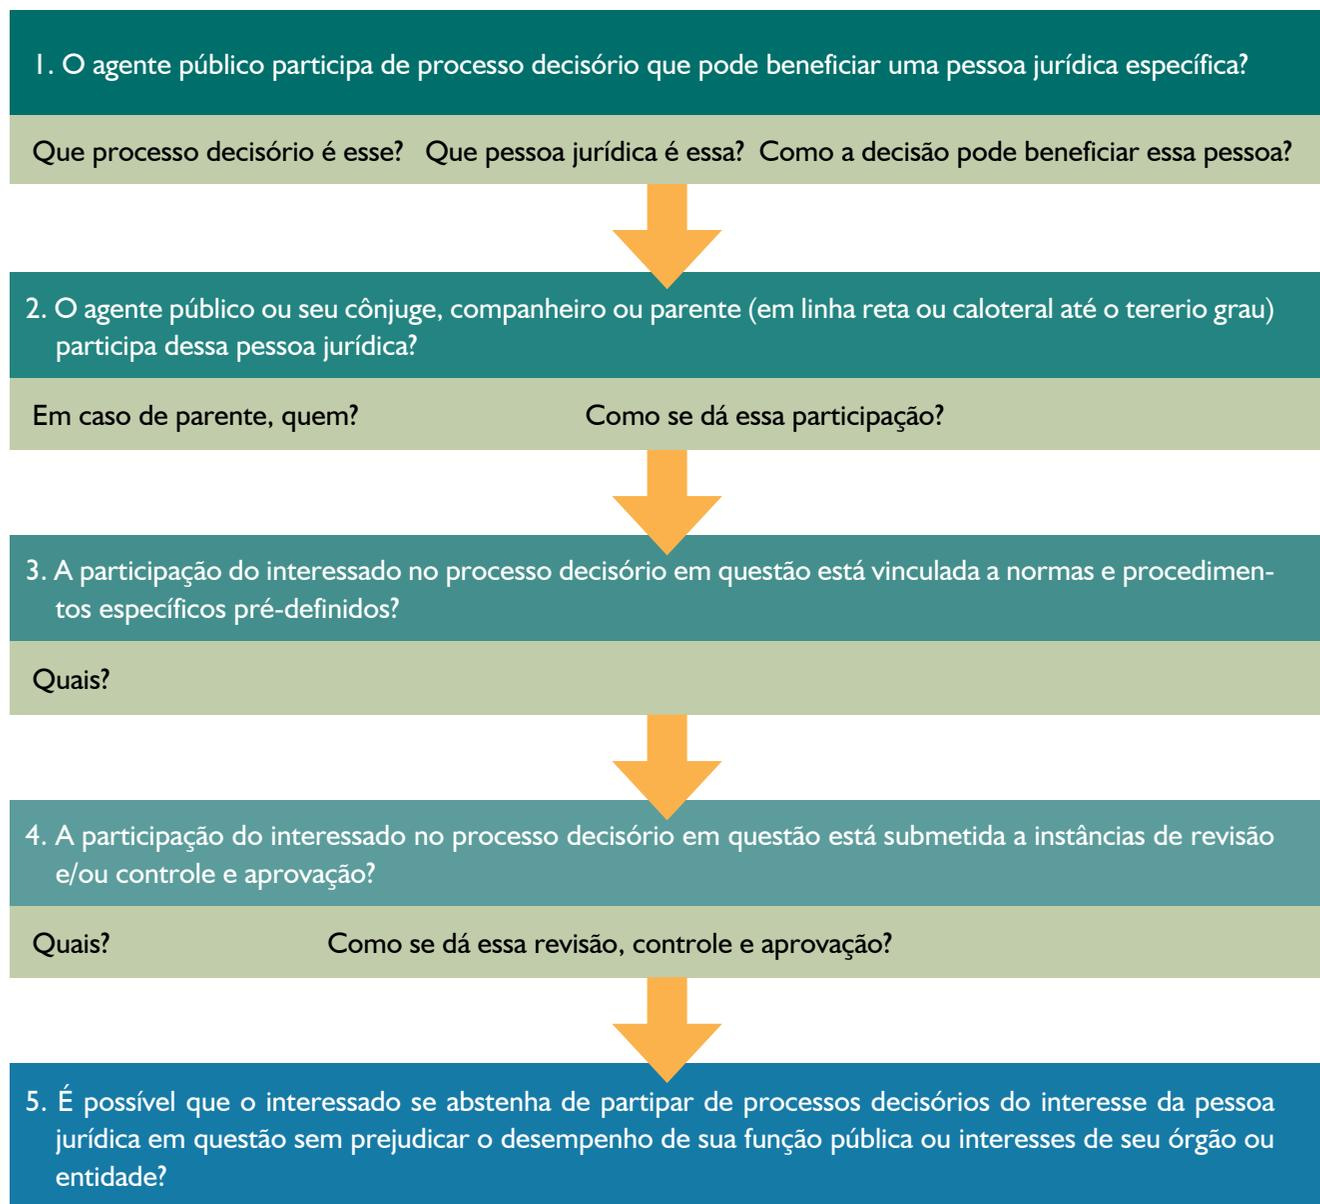 1. O agente público participa de processo decisório que pode beneficiar uma pessoa jurídica específica?
Que processo decisório é esse? Que pessoa jurídica é essa? Como a decisão pode beneficiar essa pessoa?
2. O agente público ou seu cônjuge, companheiro ou parente (em linha reta ou caloteral até o tererio grau)
participa dessa pessoa jurídica?
Em caso de parente, quem? Como se dá essa participação?
3. A participação do interessado no processo decisório em questão está vinculada a normas e procedimen-
tos específicos pré-definidos?
Quais?
4. A participação do interessado no processo decisório em questão está submetida a instâncias de revisão
e/ou controle e aprovação?
Quais? Como se dá essa revisão, controle e aprovação?
5. É possível que o interessado se abstenha de partipar de processos decisórios do interesse da pessoa
jurídica em questão sem prejudicar o desempenho de sua função pública ou interesses de seu órgão ou
entidade?